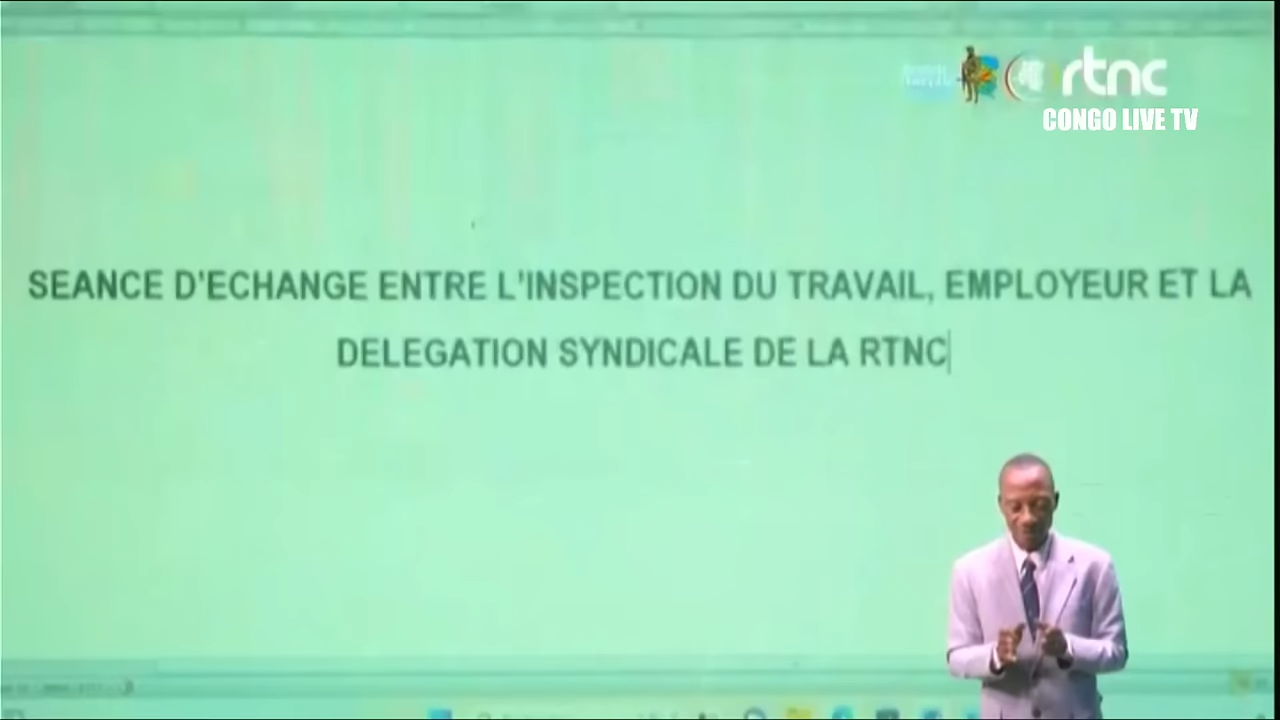 rtnc
CONGO LIVE TV
SEANCE D'ECHANGE ENTRE L'INSPECTION DU TRAVAIL, EMPLOYEUR ET LA
DELEGATION SYNDICALE DE LA RTNC